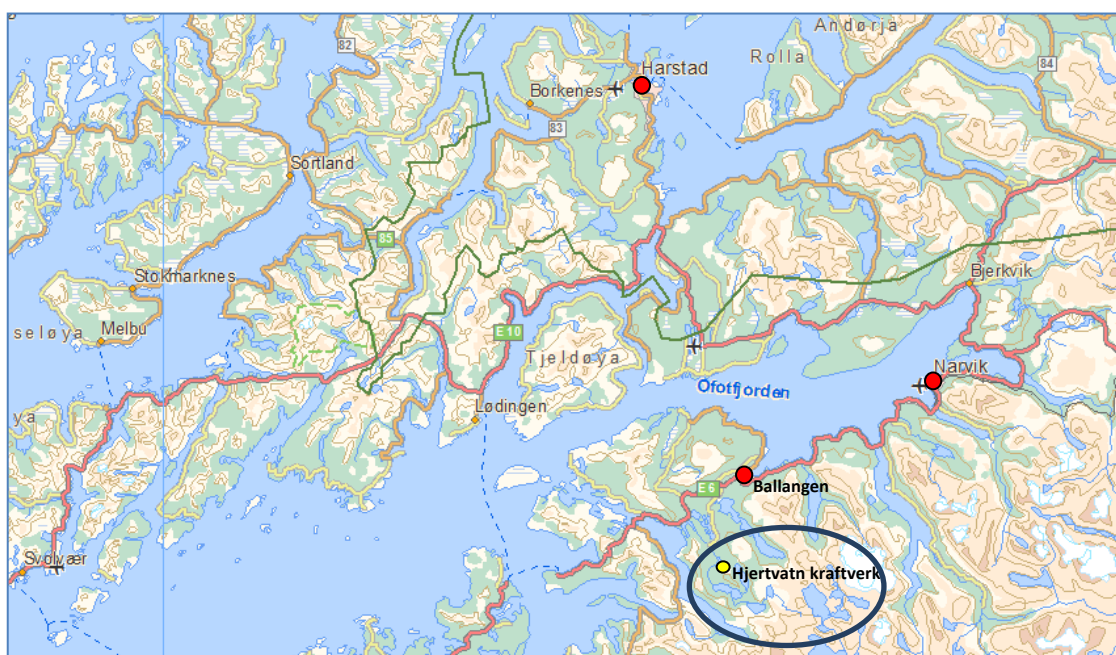 Andørja
82
Rolla
84
Harstad
Borkenes
83
Sortland
85
Bjerkvik
Stokmarknes
E 10
seløya
Melbu
Tjeldøya
Narvik
Ofotfjorden
ya
Lødingen
E 6
Ballangen
Svolvær
Hjertvatn kraftverk